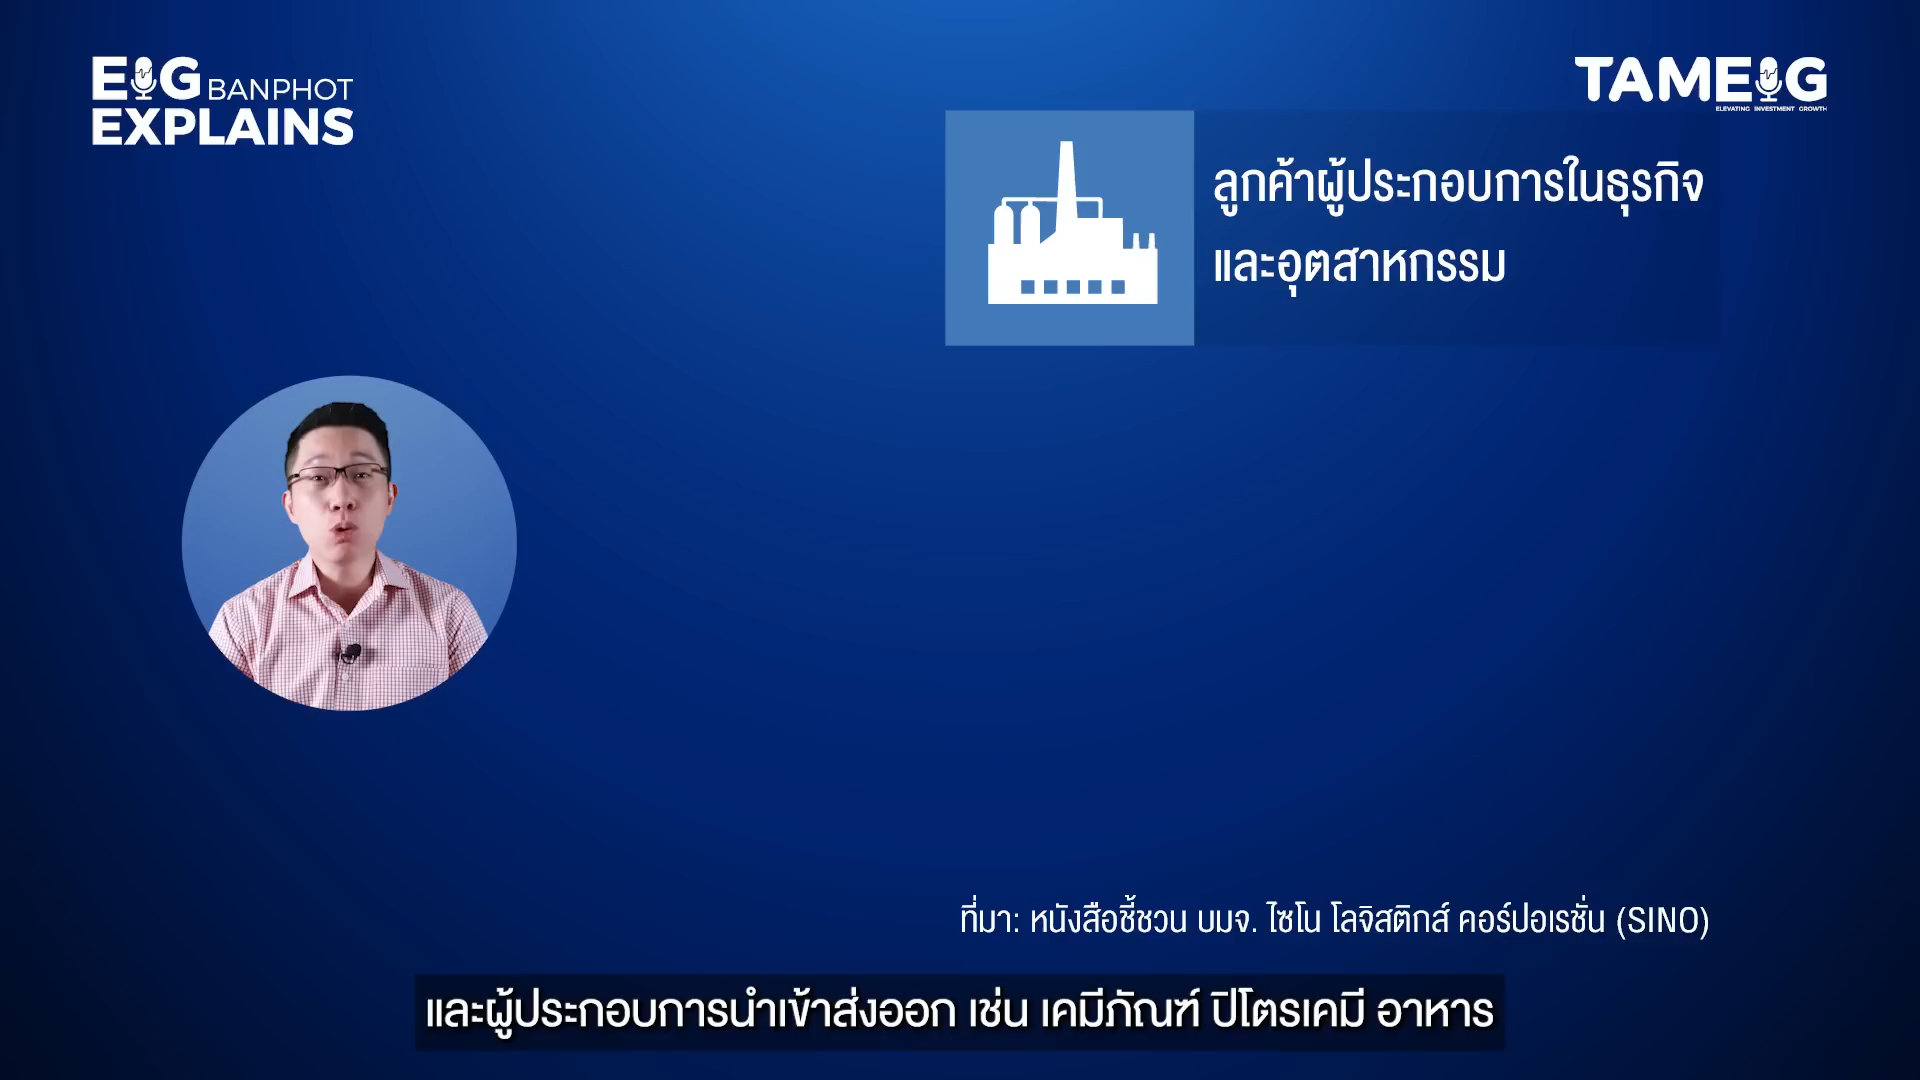 EIG BANPHOT
EXPLAINS
TAMEIG
ELEVATING INVESTMENT GROWTH
ลูกค้าผู้ประกอบการในธุรกิจ
และอุตสาหกรรม
ที่มา: หนังสือชี้ชวน บมจ. ไซโน โลจิสติกส์ คอร์ปอเรชั่น (SINO)
และผู้ประกอบการนำเข้าส่งออก เช่น เคมีภัณฑ์ ปิโตรเคมี อาหาร